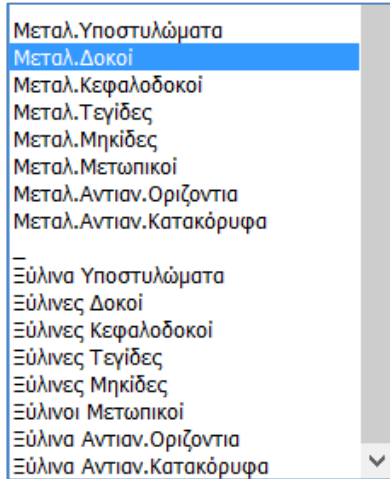 Μεταλ.Υποστυλώματα
Μεταλ.Δοκοί
Μεταλ.Κεφαλοδοκοί
Μεταλ.Τεγίδες
Μεταλ.Μηκίδες
Μεταλ.Μετωπικοί
Μεταλ.Αντιαν.Οριζοντια
Μεταλ.Αντιαν.Κατακόρυφα
_
Ξύλινα Υποστυλώματα
Ξύλινες Δοκοί
Ξύλινες Κεφαλοδοκοί
Ξύλινες Τεγίδες
Ξύλινες Μηκίδες
Ξύλινοι Μετωπικοί
Ξύλινα Αντιαν.Οριζοντια
Ξύλινα Αντιαν.Κατακόρυφα